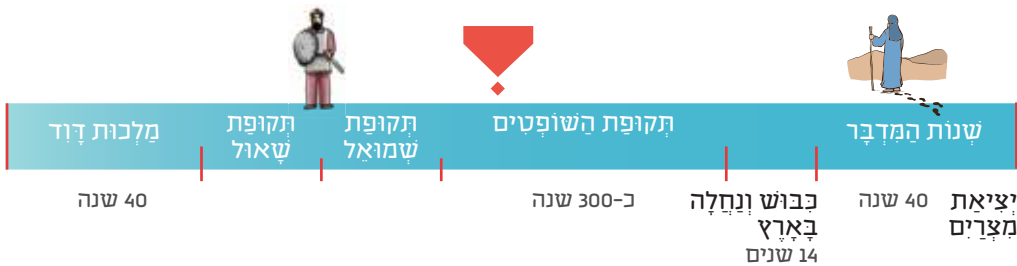 שְׁנוֹת הַמִּדְבָּר
תְּקוּפַת הַשּׁוֹפְטִים
תְּקוּפַת
שְׁמוּאֵל
תְּקוּפַת
שָׁאוּל
מַלְכוּת דָּוִד
יְצִיאַת
מִצְרַיִם
40 שנה
כִּבּוּשׁ וְנַחֲלָה
בָּאָרֶץ
14 שנים
כ-300 שנה
40 שנה